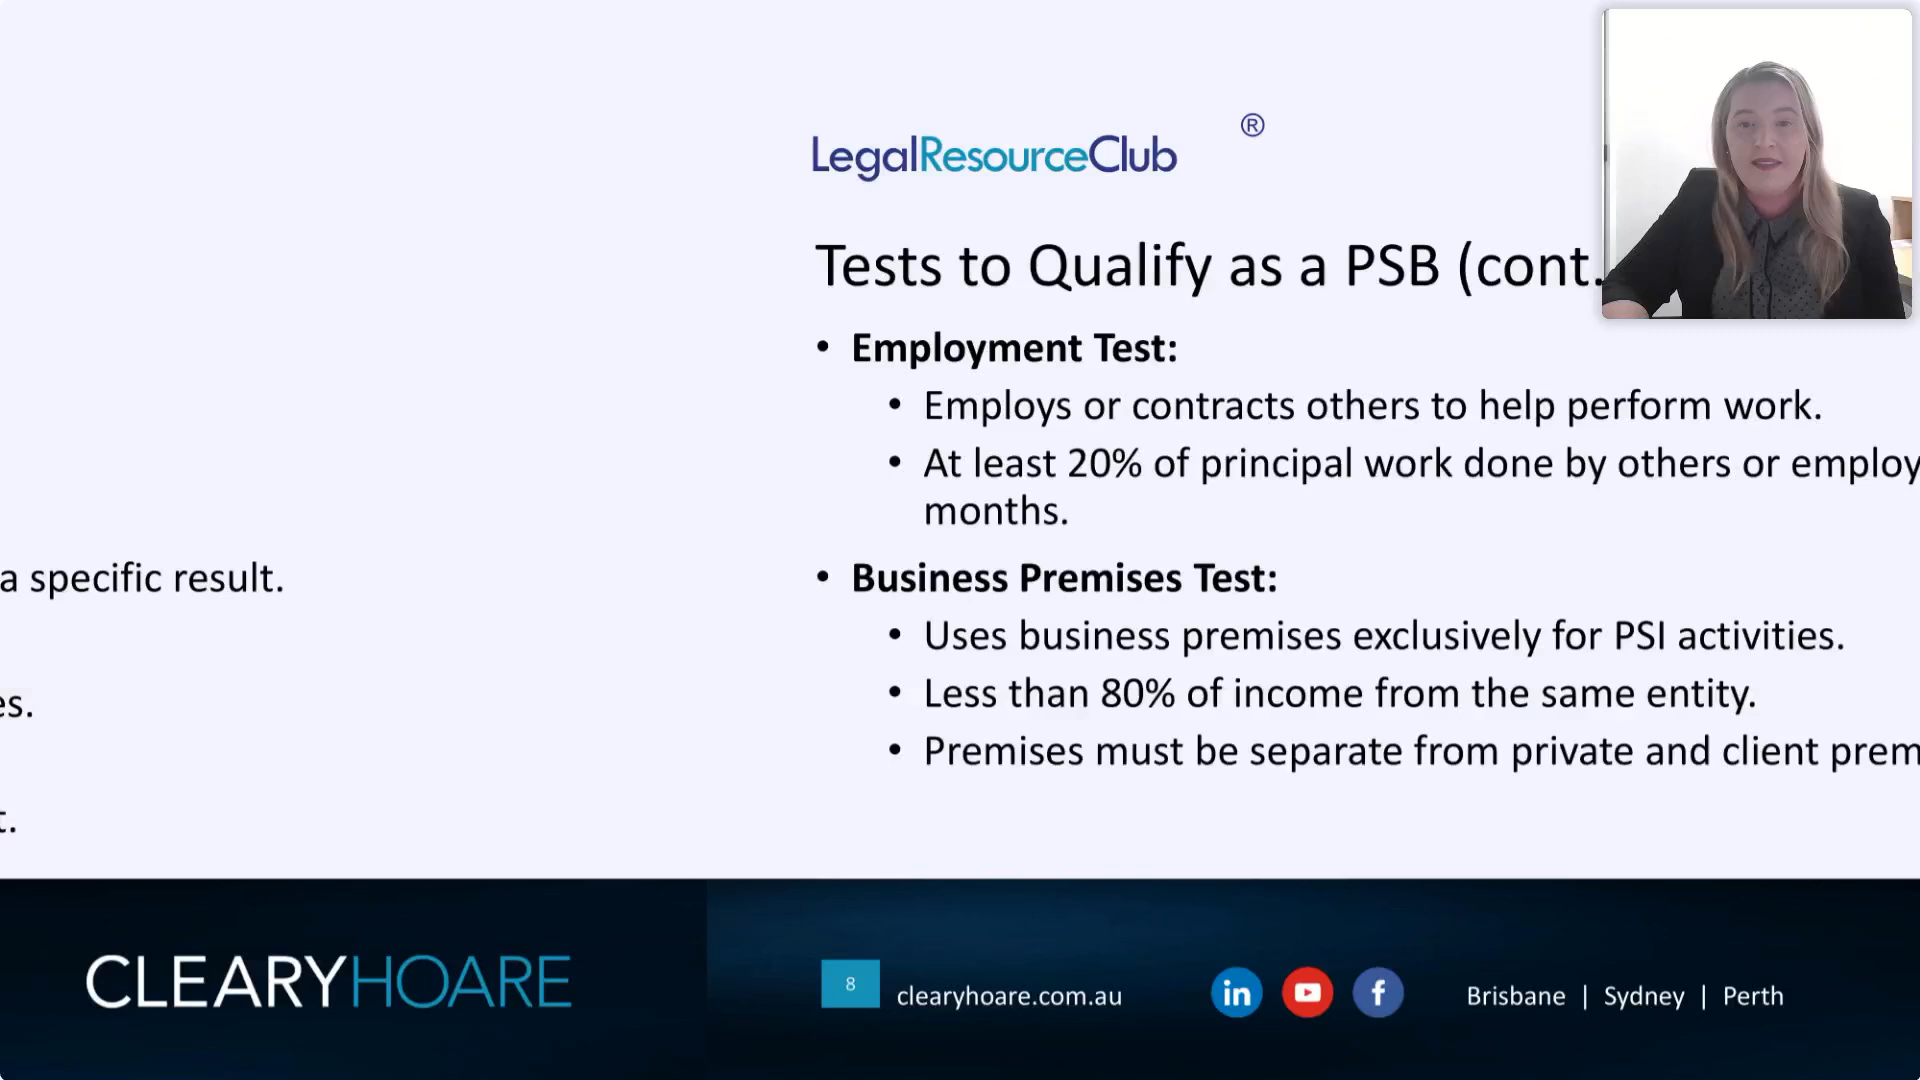 LegalResourceClub ®
Tests to Qualify as a PSB (cont.
• Employment Test:
• Employs or contracts others to help perform work.
• At least 20% of principal work done by others or employ
months.
a specific result.
• Business Premises Test:
• Uses business premises exclusively for PSI activities.
es.
• Less than 80% of income from the same entity.
• Premises must be separate from private and client prem
t.
CLEARYHOARE
8
clearyhoare.com.au
in
f
Brisbane | Sydney | Perth